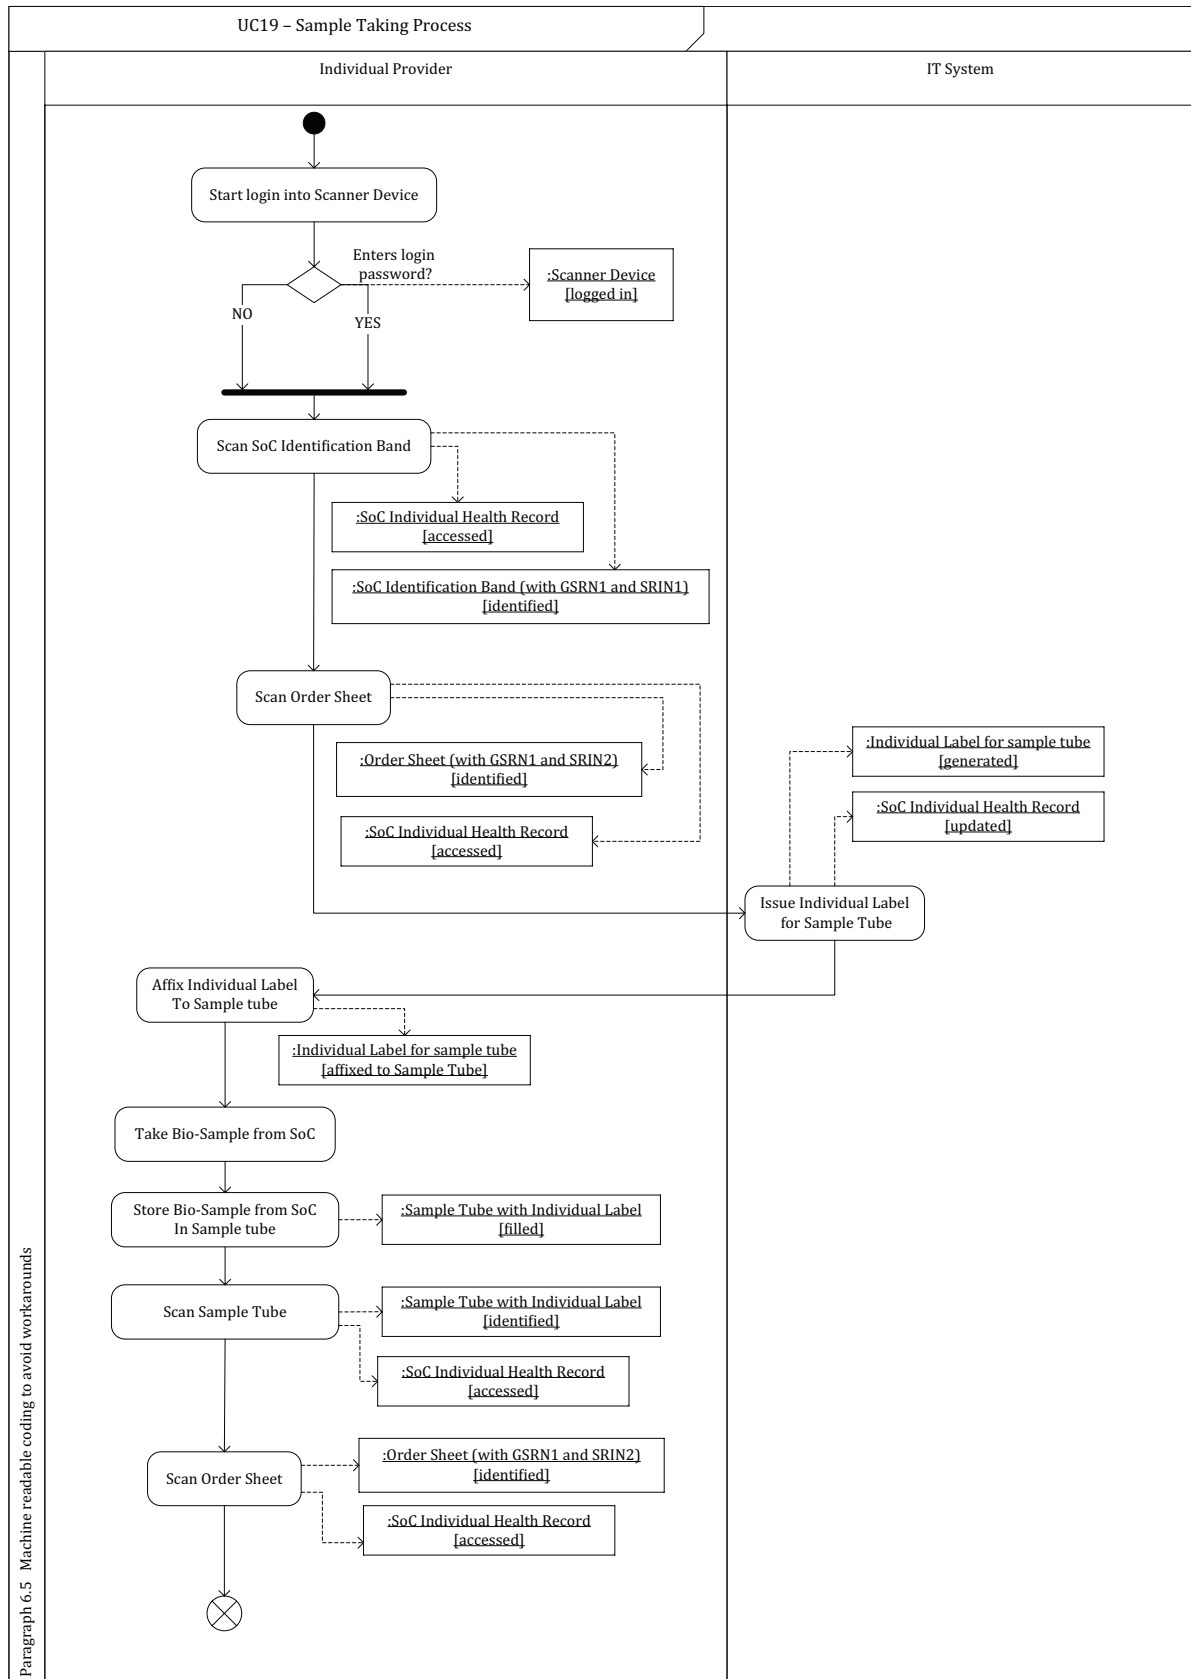 UC19 – Sample Taking Process
Individual Provider
IT System
Start login into Scanner Device
Enters login
password?
:Scanner Device
[logged in]
NO
YES
Scan SoC Identification Band
:SoC Individual Health Record
[accessed]
:SoC Identification Band (with GSRN1 and SRIN1)
[identified]
Scan Order Sheet
:Order Sheet (with GSRN1 and SRIN2)
[identified]
:Individual Label for sample tube
[generated]
:SoC Individual Health Record
[updated]
:SoC Individual Health Record
[accessed]
Issue Individual Label
for Sample Tube
Affix Individual Label
To Sample tube
:Individual Label for sample tube
[affixed to Sample Tube]
Take Bio-Sample from SoC
Store Bio-Sample from SoC
In Sample tube
:Sample Tube with Individual Label
[filled]
Scan Sample Tube
:Sample Tube with Individual Label
[identified]
:SoC Individual Health Record
[accessed]
Scan Order Sheet
:Order Sheet (with GSRN1 and SRIN2)
[identified]
:SoC Individual Health Record
[accessed]
Paragraph 6.5 Machine readable coding to avoid workarounds